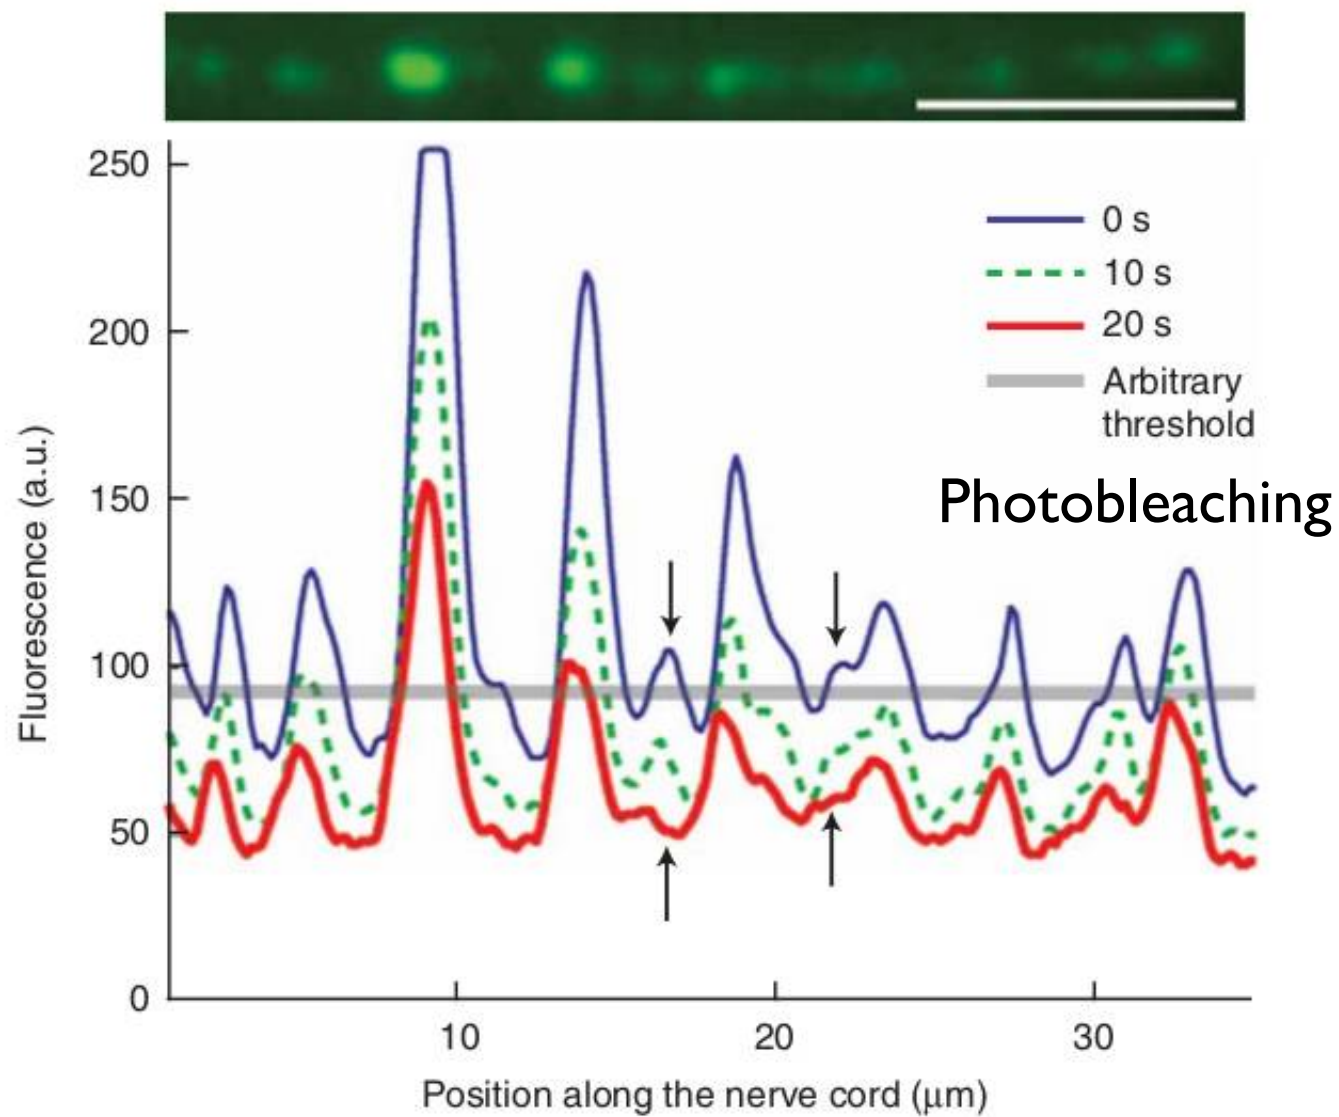 250
200
150
100
50
0
10
20
30
Fluorescence (a.u.)
Position along the nerve cord (μm)
0 s
10 s
20 s
Arbitrary
threshold
Photobleaching